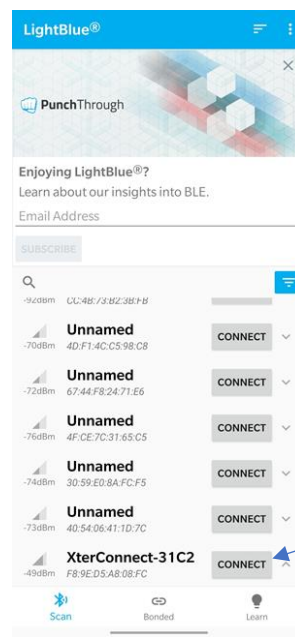 LightBlue®
PunchThrough
Enjoying LightBlue®?
Learn about our insights into BLE.
Email Address
SUBSCRIBE
-92dBm CC:4B:73:B2:3B:FB
Unnamed CONNECT
-70dBm 4D:F1:4C:C5:98:C8
Unnamed CONNECT
-72dBm 67:44:F8:24:71:E6
Unnamed CONNECT
-76dBm 4F:CE:7C:31:65:C5
Unnamed CONNECT
-74dBm 30:59:E0:8A:FC:F5
Unnamed CONNECT
-73dBm 40:54:06:41:1D:7C
XterConnect-31C2 CONNECT
-49dBm F8:9E:D5:A8:08:FC
Scan Bonded Learn